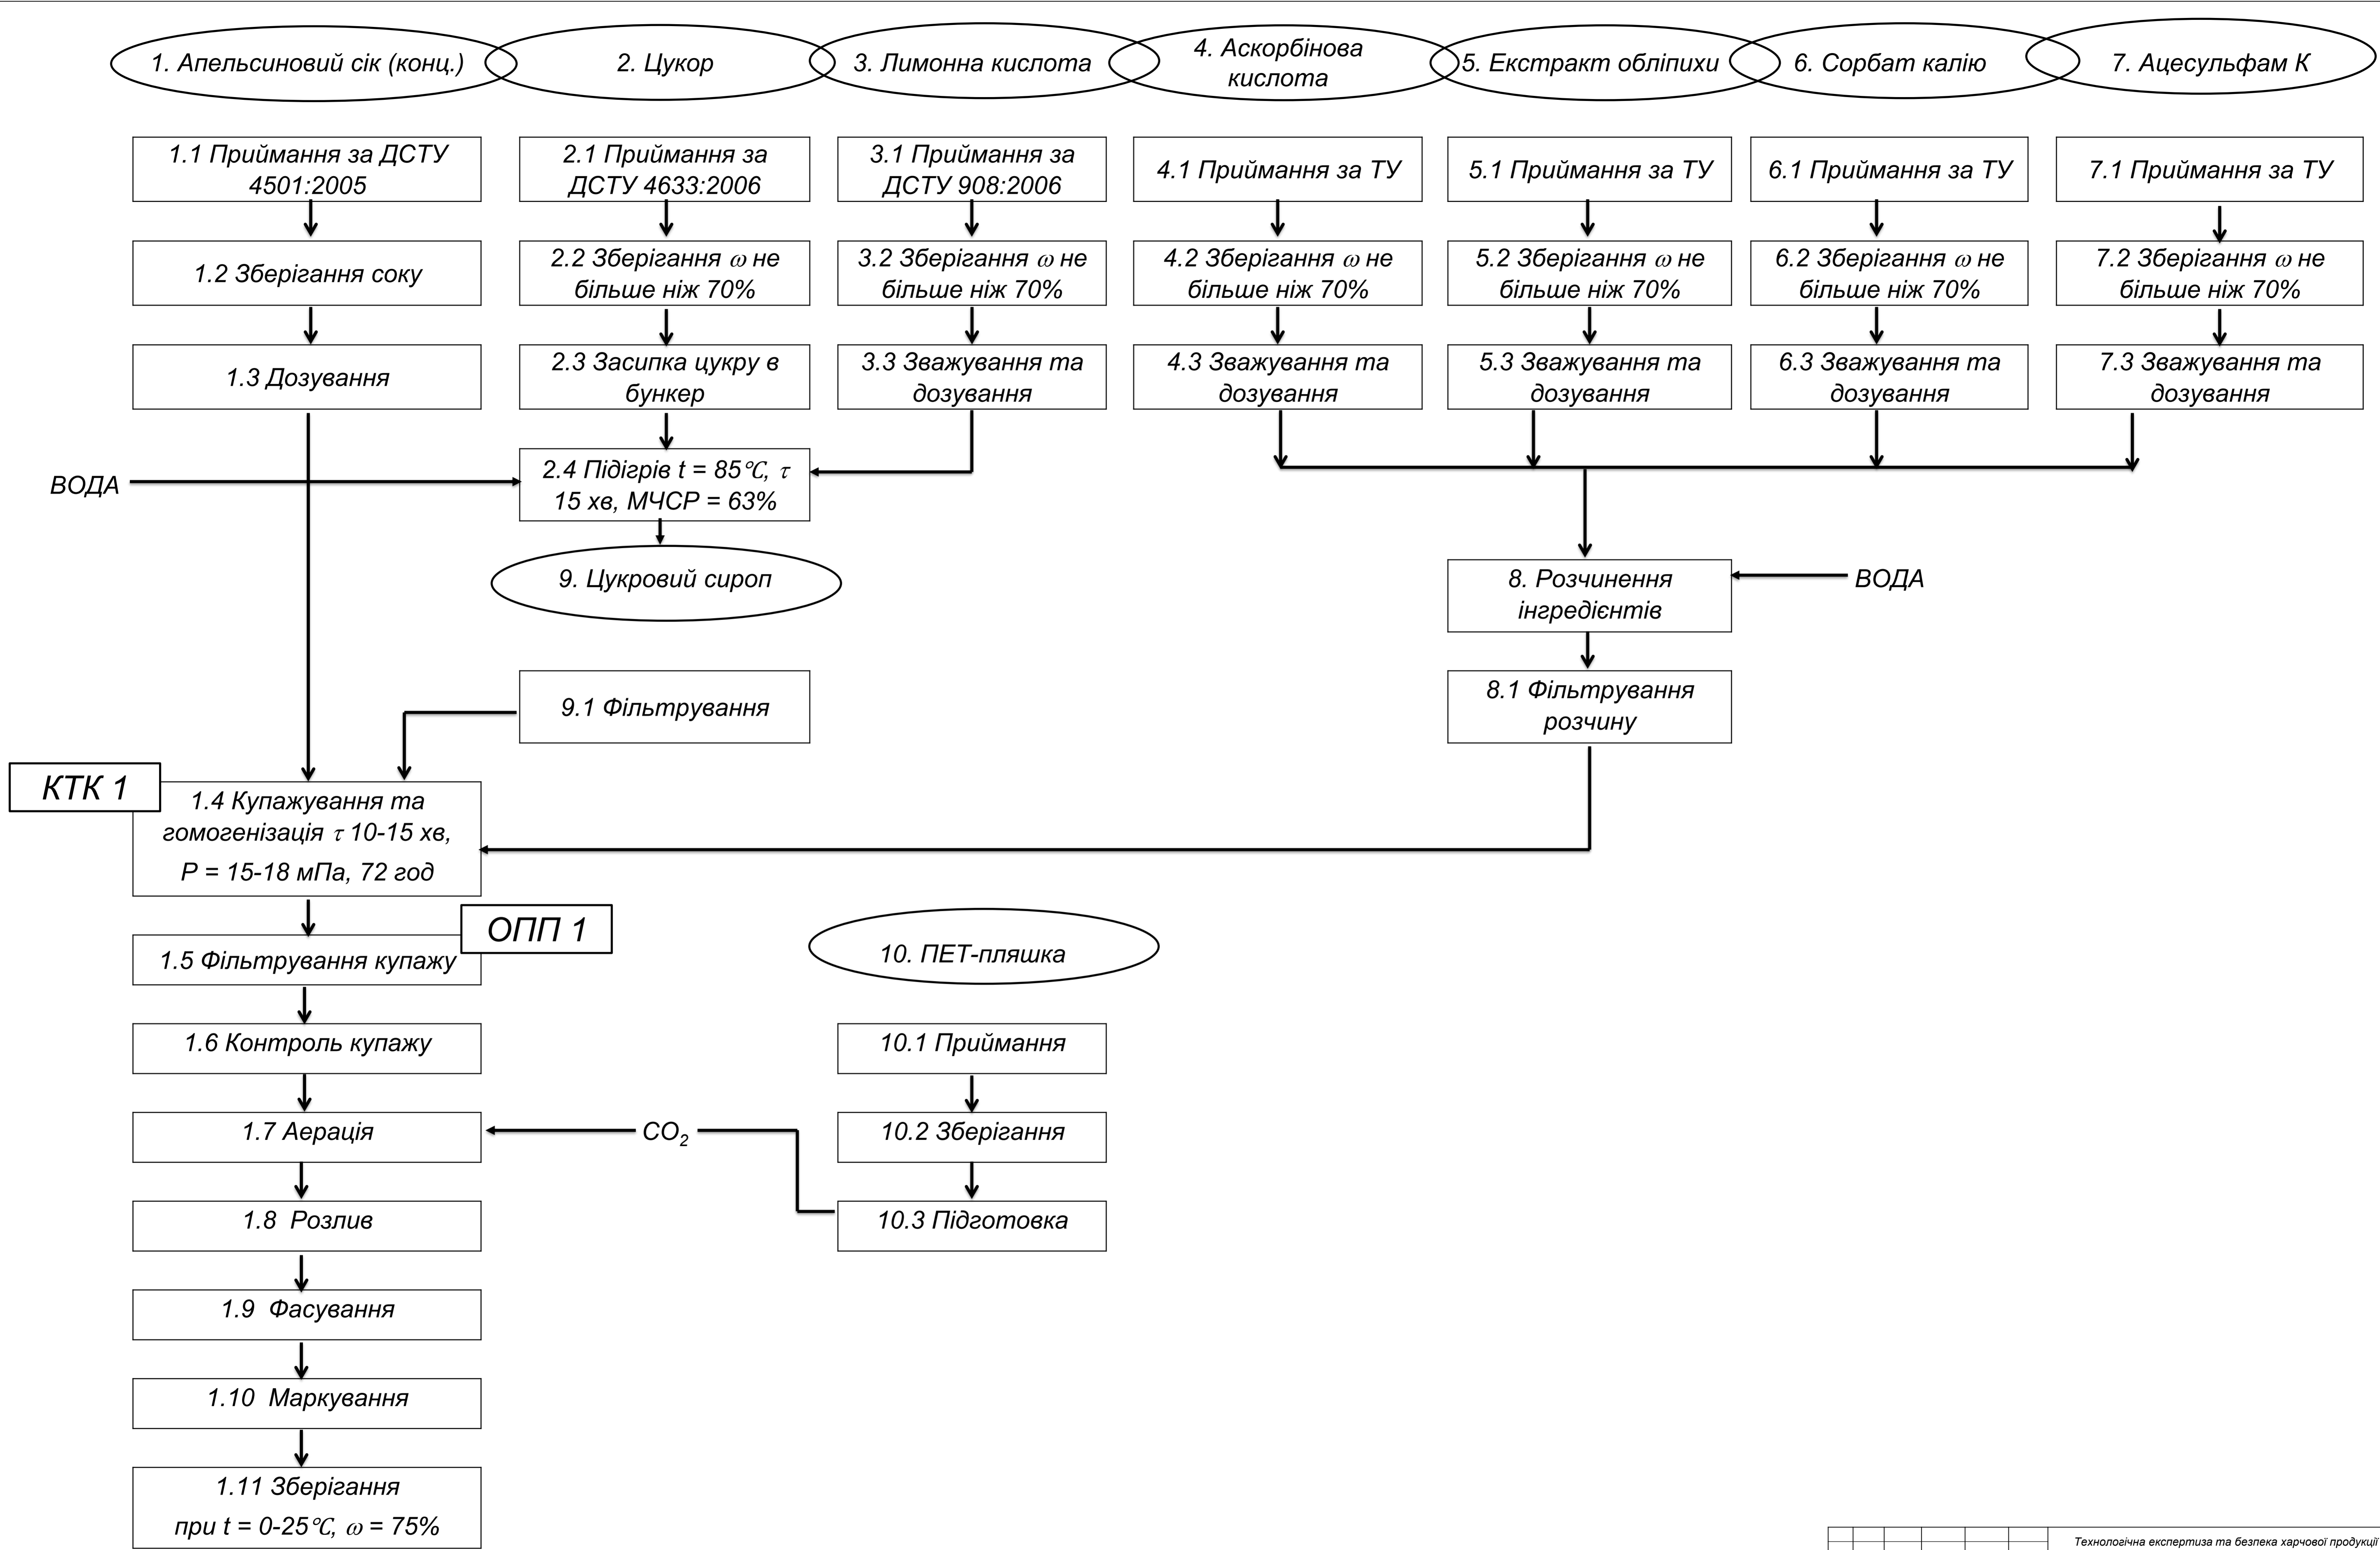 1. Апельсиновий сік (конц.)
2. Цукор
3. Лимонна кислота
4. Аскорбінова
кислота
5. Екстракт обліпихи
6. Сорбат калію
7. Ацесульфам К
1.1 Приймання за ДСТУ
4501:2005
2.1 Приймання за
ДСТУ 4633:2006
3.1 Приймання за
ДСТУ 908:2006
4.1 Приймання за ТУ
5.1 Приймання за ТУ
6.1 Приймання за ТУ
7.1 Приймання за ТУ
1.2 Зберігання соку
2.2 Зберігання ω не
більше ніж 70%
3.2 Зберігання ω не
більше ніж 70%
4.2 Зберігання ω не
більше ніж 70%
5.2 Зберігання ω не
більше ніж 70%
6.2 Зберігання ω не
більше ніж 70%
7.2 Зберігання ω не
більше ніж 70%
1.3 Дозування
2.3 Засипка цукру в
бункер
3.3 Зважування та
дозування
4.3 Зважування та
дозування
5.3 Зважування та
дозування
6.3 Зважування та
дозування
7.3 Зважування та
дозування
ВОДА
2.4 Підігрів t = 85°C, τ
15 хв, МЧСР = 63%
9. Цукровий сироп
8. Розчинення
інгредієнтів
ВОДА
9.1 Фільтрування
8.1 Фільтрування
розчину
КТК 1
1.4 Купажування та
гомогенізація τ 10-15 хв,
Р = 15-18 мПа, 72 год
ОПП 1
1.5 Фільтрування купажу
10. ПЕТ-пляшка
1.6 Контроль купажу
10.1 Приймання
1.7 Аерація
CO₂
10.2 Зберігання
1.8 Розлив
10.3 Підготовка
1.9 Фасування
1.10 Маркування
1.11 Зберігання
при t = 0-25°C, ω = 75%
Технологічна експертиза та безпека харчової продукції